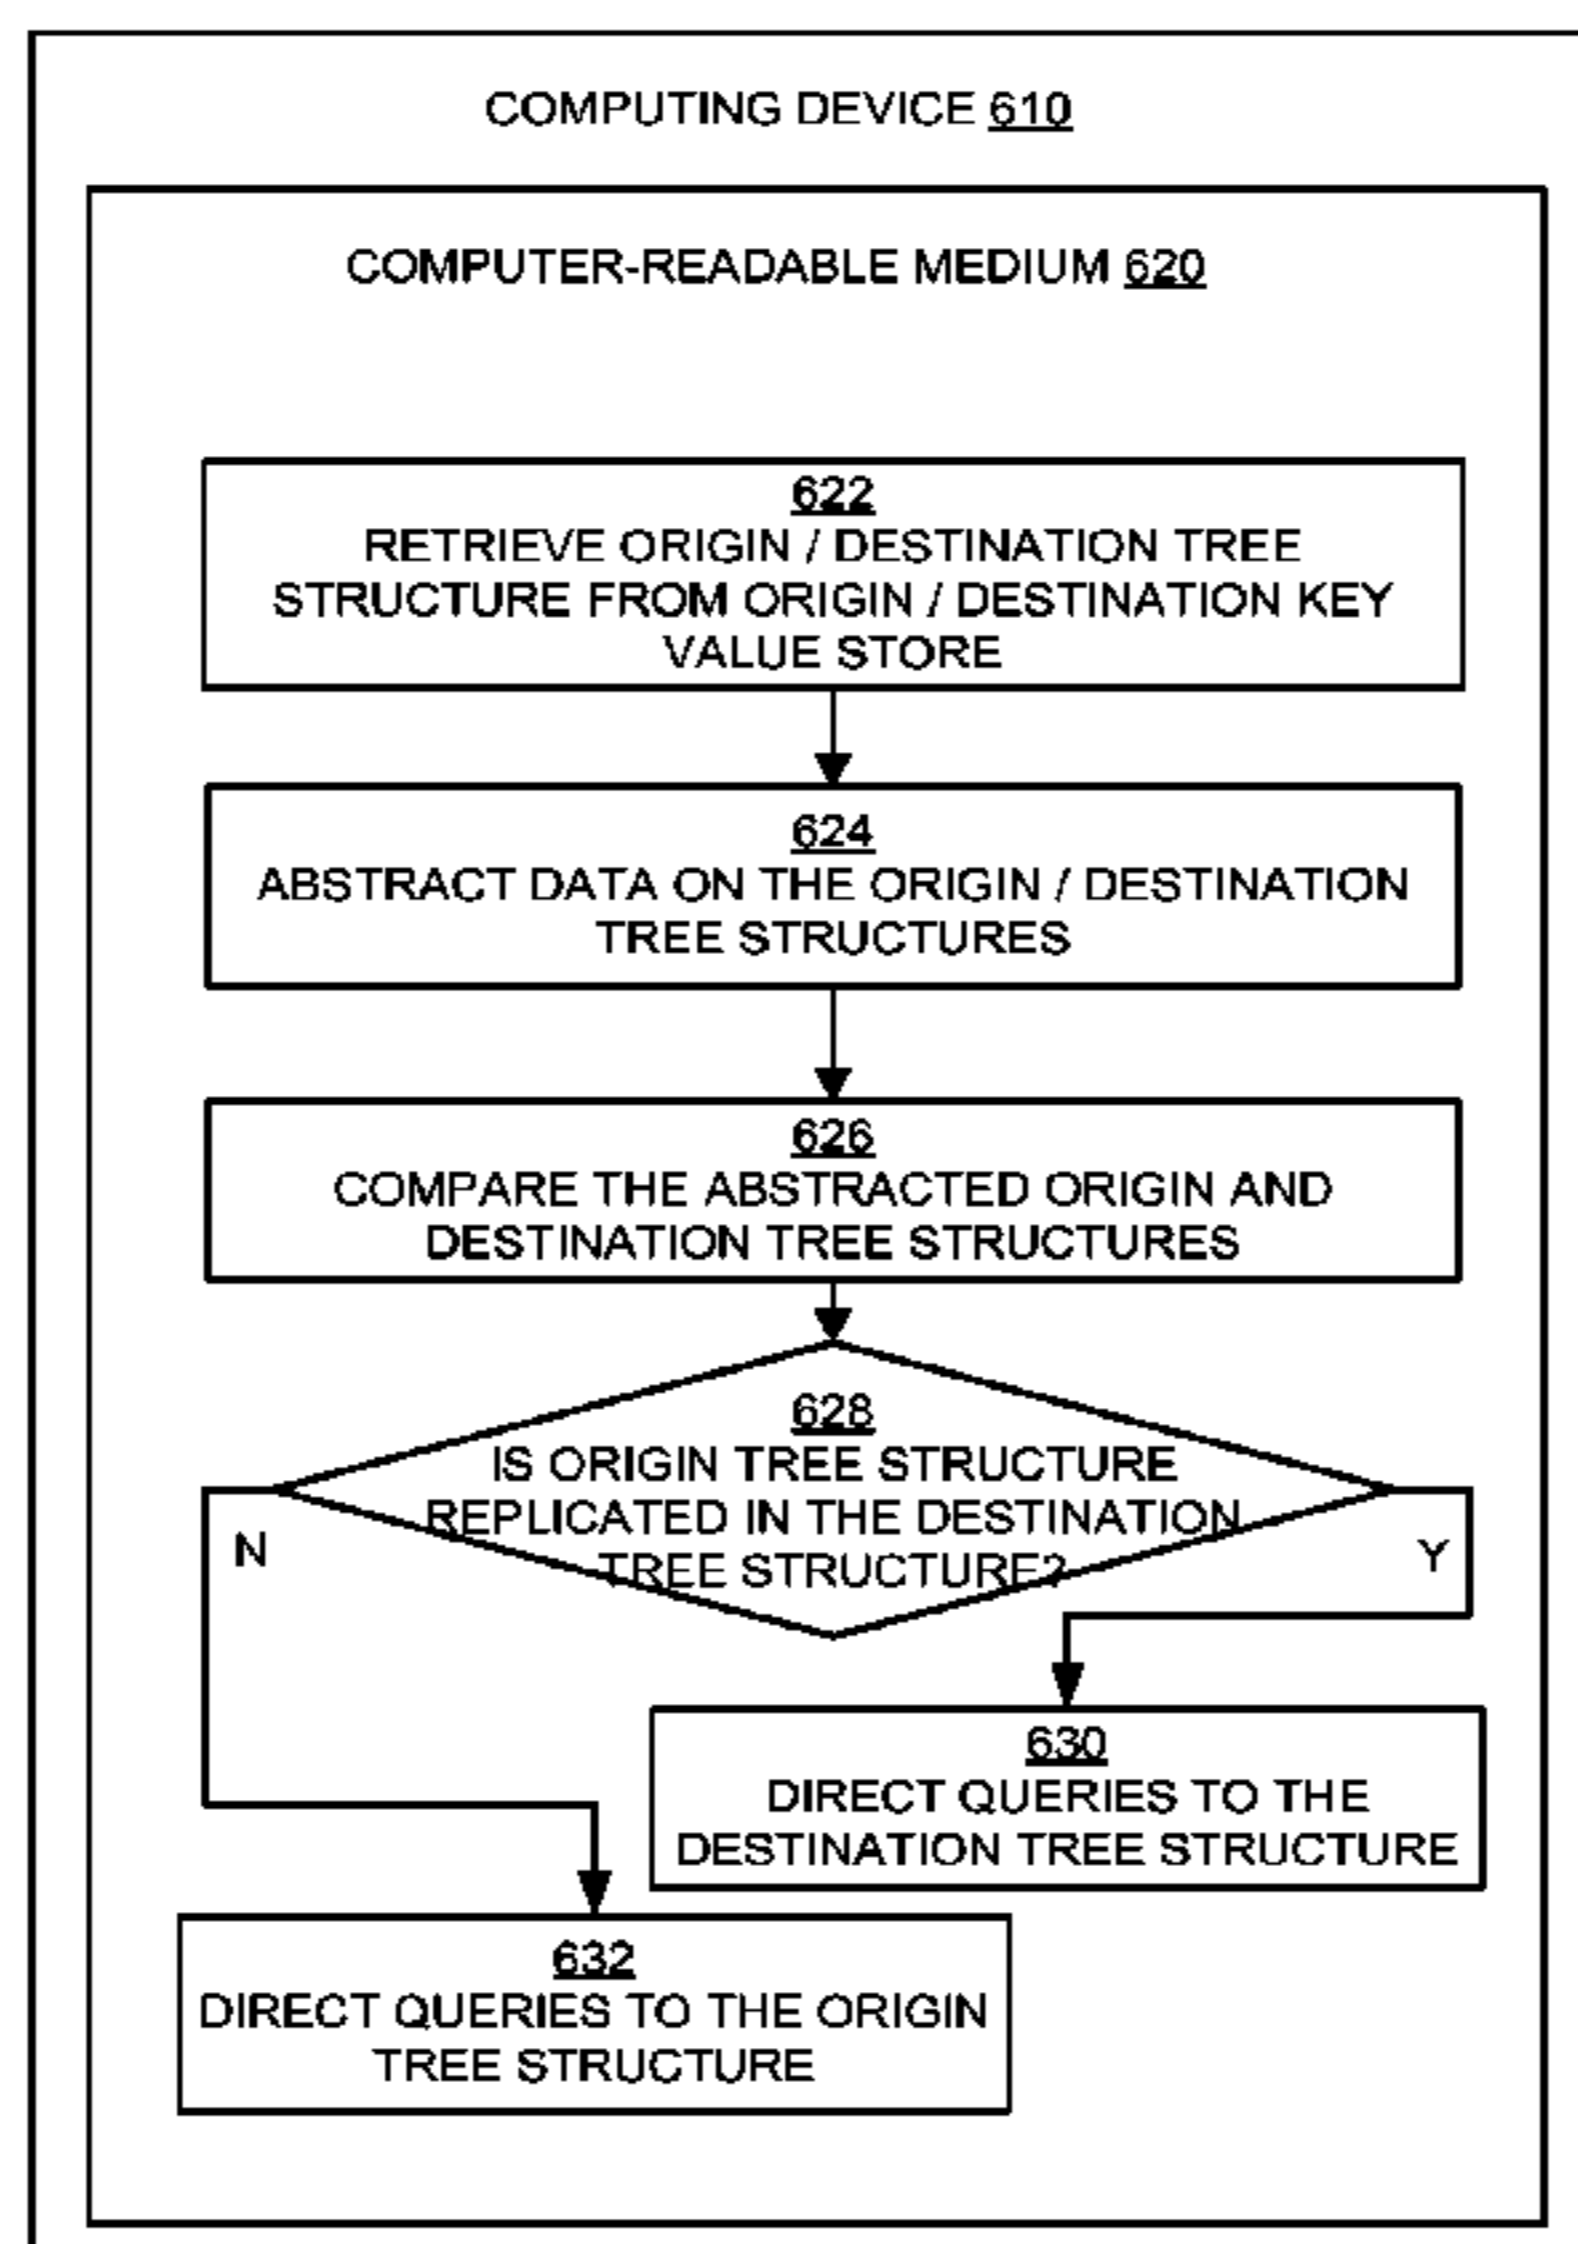 COMPUTING DEVICE 610
COMPUTER-READABLE MEDIUM 620
622
RETRIEVE ORIGIN / DESTINATION TREE
STRUCTURE FROM ORIGIN / DESTINATION KEY
VALUE STORE
624
ABSTRACT DATA ON THE ORIGIN / DESTINATION
TREE STRUCTURES
626
COMPARE THE ABSTRACTED ORIGIN AND
DESTINATION TREE STRUCTURES
628
IS ORIGIN TREE STRUCTURE
REPLICATED IN THE DESTINATION
TREE STRUCTURE?
N
Y
630
DIRECT QUERIES TO THE
DESTINATION TREE STRUCTURE
632
DIRECT QUERIES TO THE ORIGIN
TREE STRUCTURE